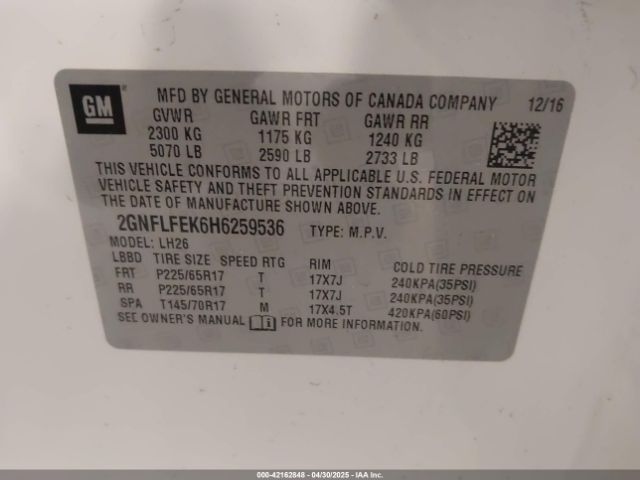 GM MFD BY GENERAL MOTORS OF CANADA COMPANY 12/16
GVWR GAWR FRT GAWR RR
2300 KG 1175 KG 1240 KG
5070 LB 2590 LB 2733 LB
THIS VEHICLE CONFORMS TO ALL APPLICABLE U.S. FEDERAL MOTOR
VEHICLE SAFETY AND THEFT PREVENTION STANDARDS IN EFFECT ON
THE DATE OF MANUFACTURE SHOWN ABOVE.
2GNFLFEK6H6259536 TYPE: M.P.V.
MODEL: LH26
LBBD TIRE SIZE SPEED RTG RIM COLD TIRE PRESSURE
FRT P225/65R17 T 17X7J 240KPA(35PSI)
RR P225/65R17 T 17X7J 240KPA(35PSI)
SPA T145/70R17 M 17X4.5T 420KPA(60PSI)
SEE OWNER'S MANUAL FOR MORE INFORMATION.
000-42162848 - 04/30/2025 - IAA Inc.